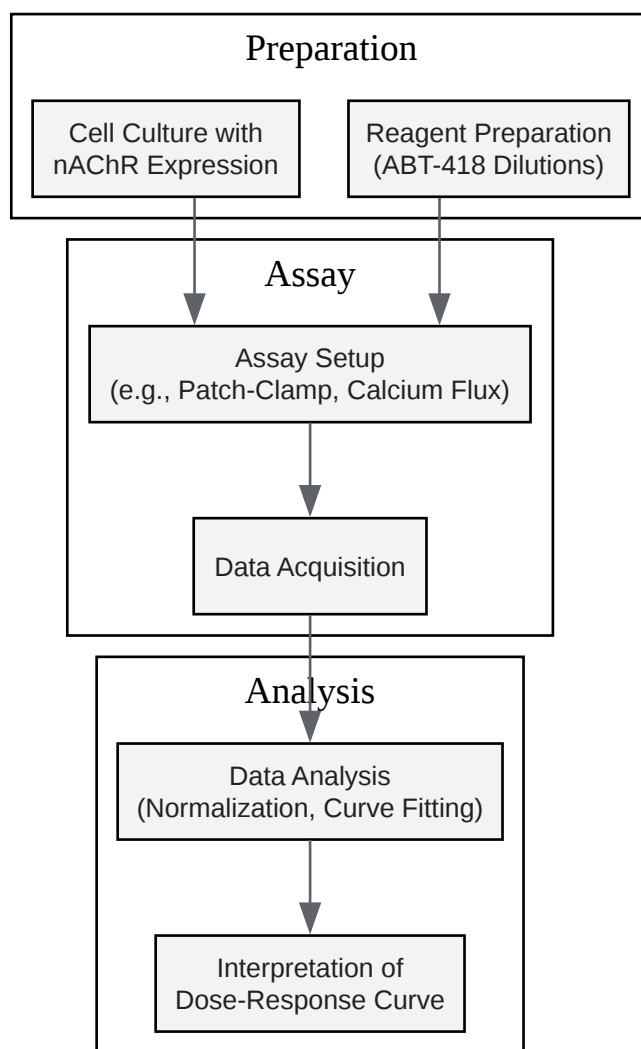 Preparation
Cell Culture with
nAChR Expression
Reagent Preparation
(ABT-418 Dilutions)
Assay
Assay Setup
(e.g., Patch-Clamp, Calcium Flux)
Data Acquisition
Analysis
Data Analysis
(Normalization, Curve Fitting)
Interpretation of
Dose-Response Curve